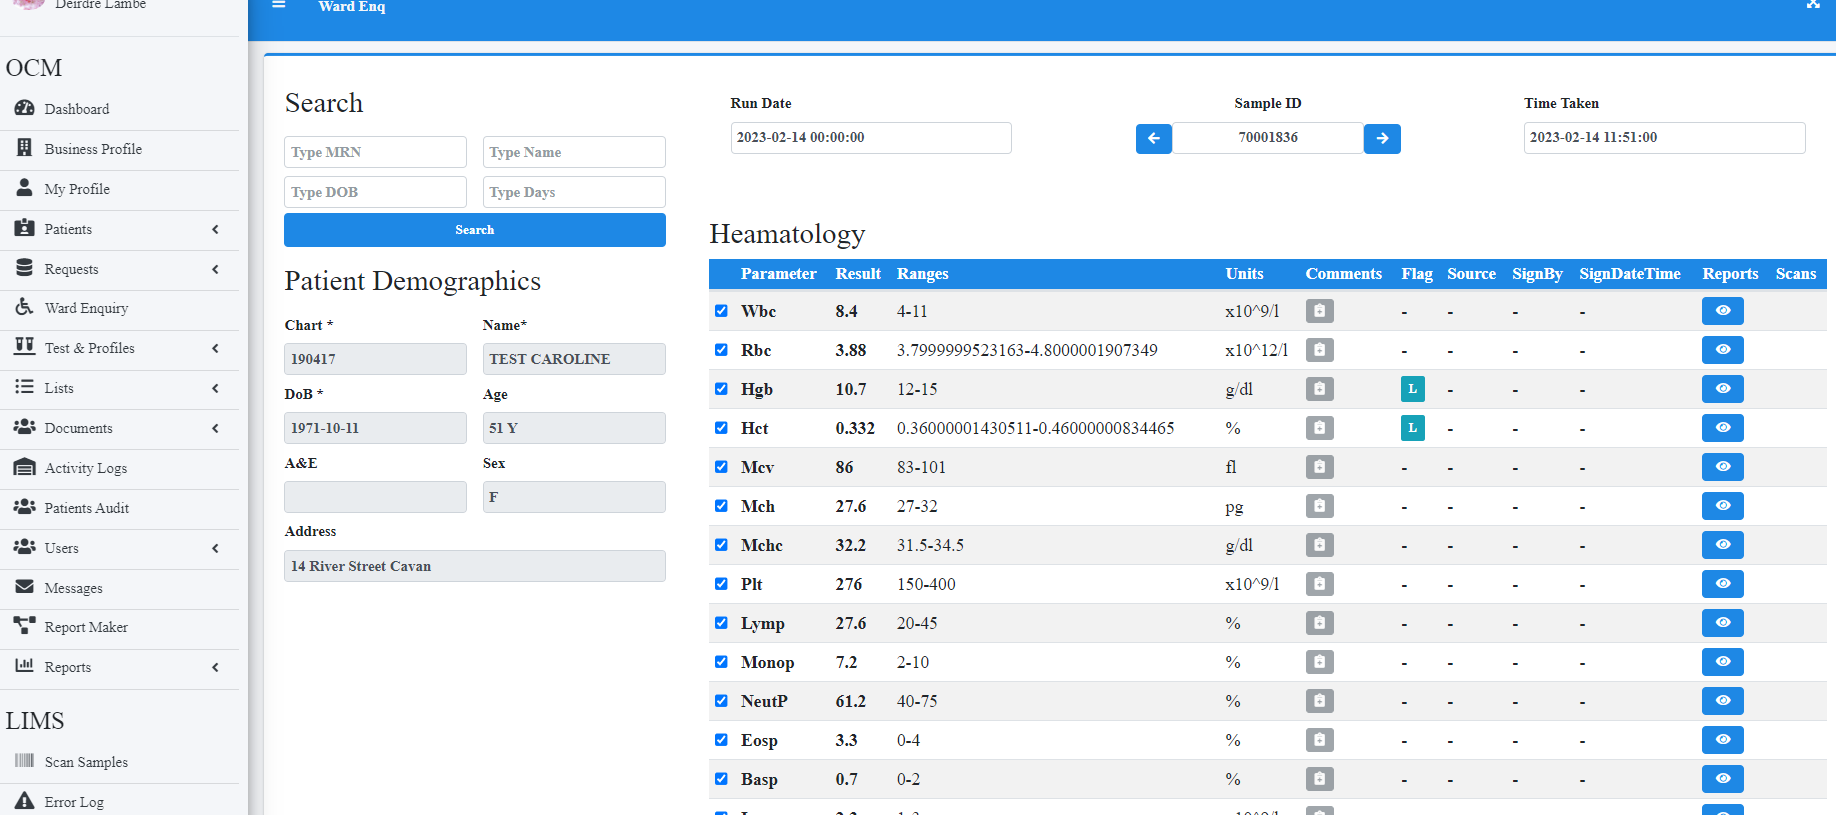 Deirdre Lambe
OCM
Dashboard
Business Profile
My Profile
Patients
Requests
Ward Enquiry
Test & Profiles
Lists
Documents
Activity Logs
Patients Audit
Users
Messages
Report Maker
Reports
LIMS
Scan Samples
Error Log
Ward Enq
Search
Type MRN Type Name
Type DOB Type Days
Search
Patient Demographics
Chart * Name*
190417 TEST CAROLINE
DoB * Age
1971-10-11 51 Y
A&E Sex
F
Address
14 River Street Cavan
Run Date Sample ID Time Taken
2023-02-14 00:00:00 70001836 2023-02-14 11:51:00
Heamatology
Parameter Result Ranges Units Comments Flag Source SignBy SignDateTime Reports Scans
Wbc 8.4 4-11 x10^9/l - - - -
Rbc 3.88 3.7999999523163-4.8000001907349 x10^12/l - - - -
Hgb 10.7 12-15 g/dl L - - -
Hct 0.332 0.36000001430511-0.46000000834465 % L - - -
Mcv 86 83-101 fl - - - -
Mch 27.6 27-32 pg - - - -
Mchc 32.2 31.5-34.5 g/dl - - - -
Plt 276 150-400 x10^9/l - - - -
Lymp 27.6 20-45 % - - - -
Monop 7.2 2-10 % - - - -
NeutP 61.2 40-75 % - - - -
Eosp 3.3 0-4 % - - - -
Basp 0.7 0-2 % - - - -